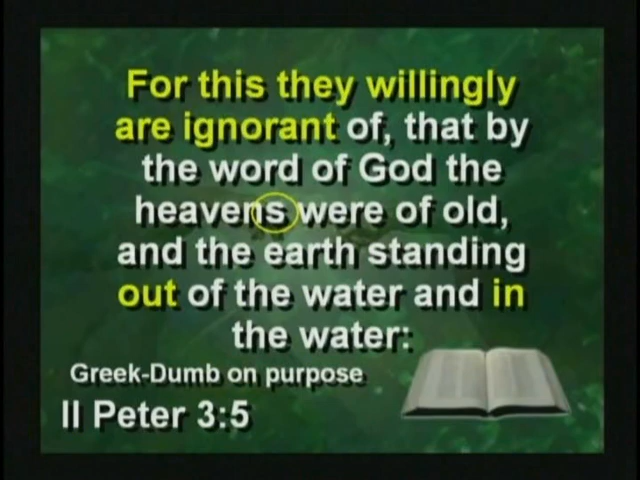 For this they willingly
are ignorant of, that by
the word of God the
heavens were of old,
and the earth standing
out of the water and in
the water:
Greek-Dumb on purpose
II Peter 3:5